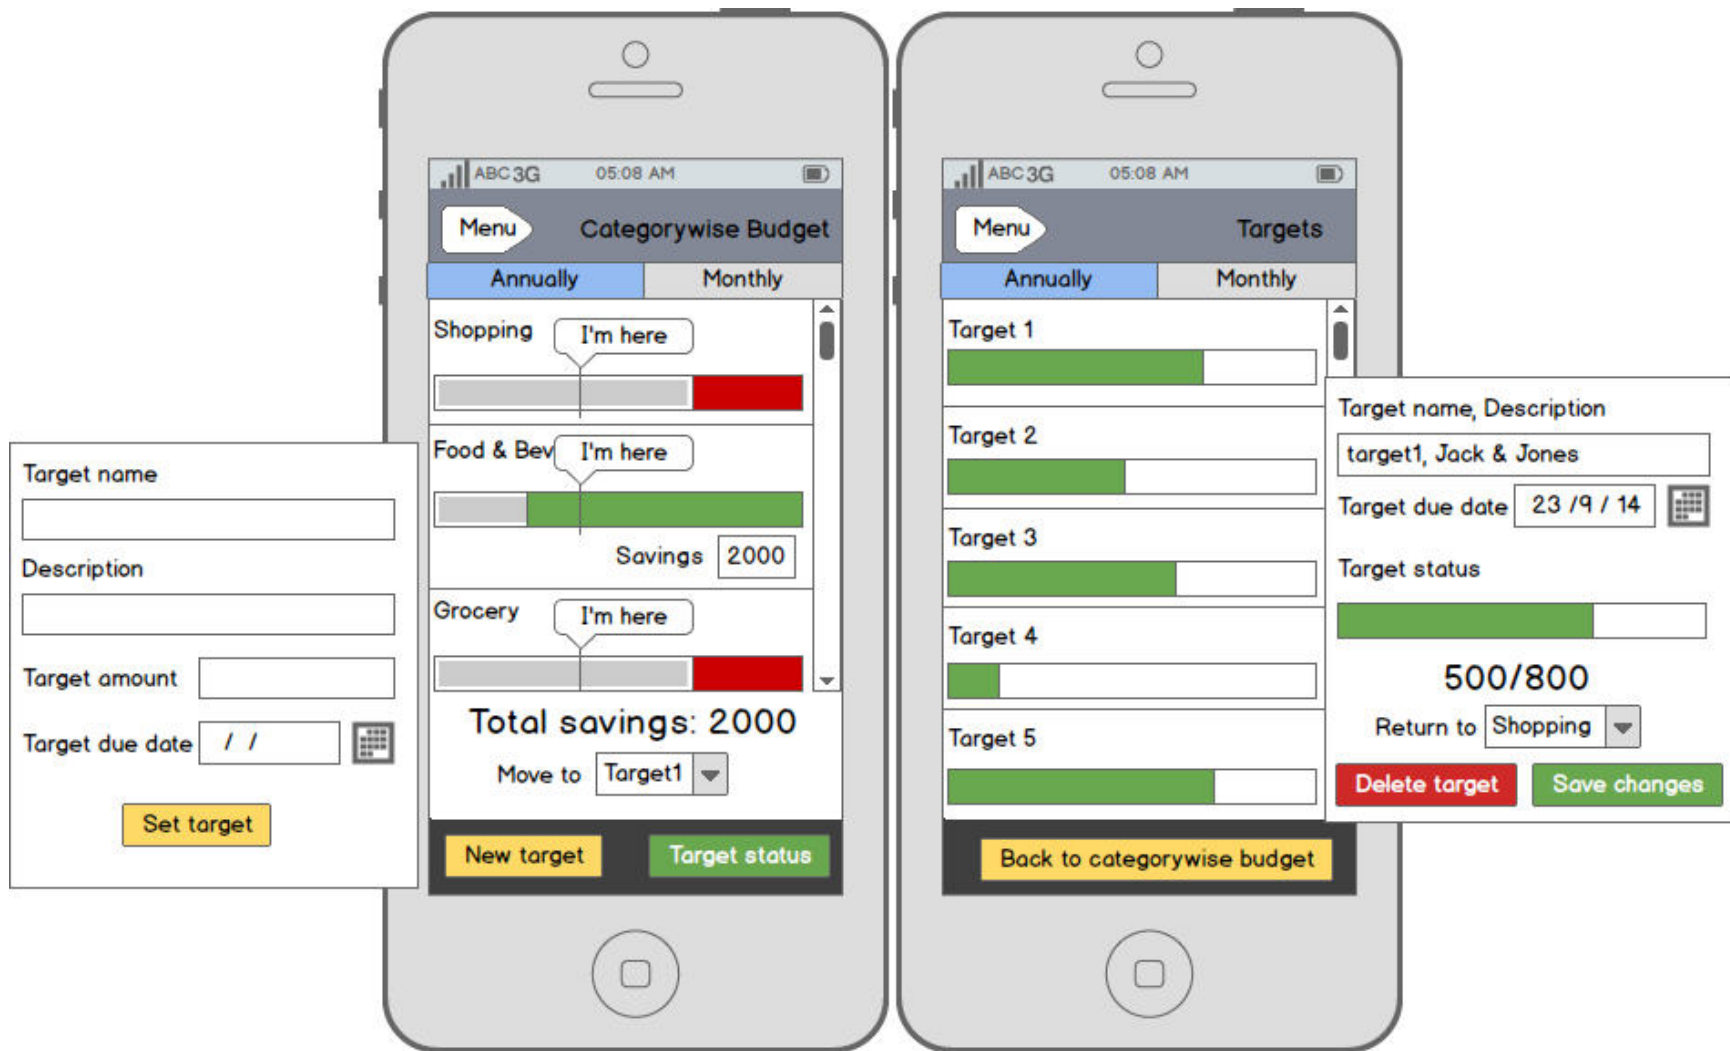 Target name
Description
Target amount
Target due date / /
Set target
ABC 3G 05:08 AM
Menu Categorywise Budget
Annually Monthly
Shopping I'm here
Food & Bev I'm here
Savings 2000
Grocery I'm here
Total savings: 2000
Move to Target1
New target Target status
ABC 3G 05:08 AM
Menu Targets
Annually Monthly
Target 1
Target 2
Target 3
Target 4
Target 5
Back to categorywise budget
Target name, Description
target1, Jack & Jones
Target due date 23 /9 / 14
Target status
500/800
Return to Shopping
Delete target Save changes